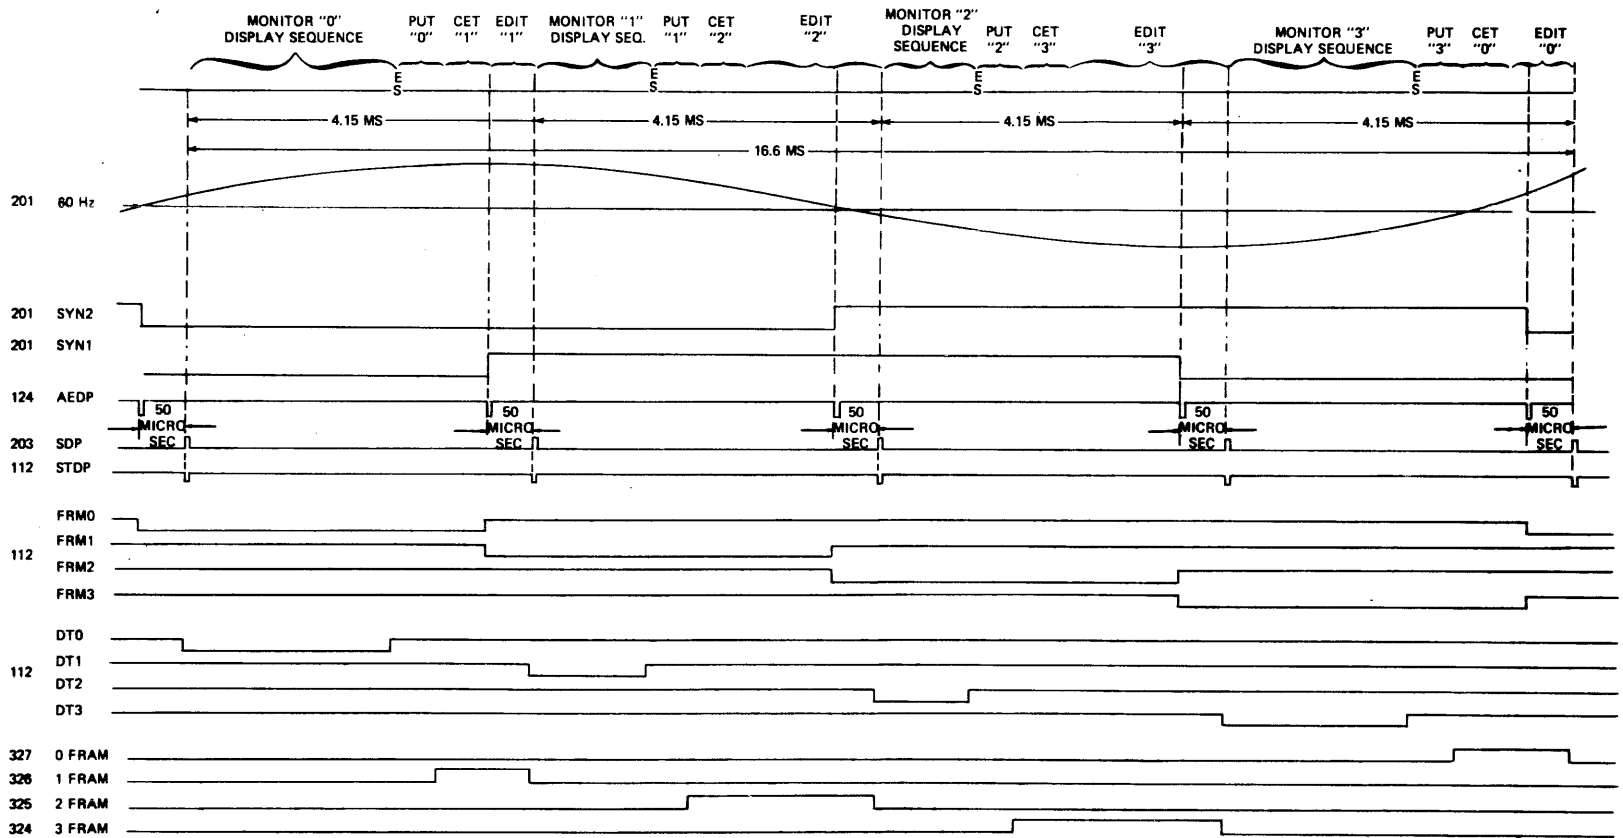 MONITOR "0"
DISPLAY SEQUENCE
PUT
"0"
CET
"1"
EDIT
"1"
MONITOR "1"
DISPLAY SEQ.
PUT
"1"
CET
"2"
EDIT
"2"
MONITOR "2"
DISPLAY
SEQUENCE
PUT
"2"
CET
"3"
EDIT
"3"
MONITOR "3"
DISPLAY SEQUENCE
PUT
"3"
CET
"0"
EDIT
"0"
E
S
E
S
E
S
E
S
4.15 MS
4.15 MS
4.15 MS
4.15 MS
16.6 MS
201 60 Hz
201 SYN2
201 SYN1
124 AEDP
50
MICRO
SEC
50
MICRO
SEC
50
MICRO
SEC
50
MICRO
SEC
50
MICRO
SEC
203 SDP
112 STDP
FRM0
FRM1
112
FRM2
FRM3
DT0
DT1
112
DT2
DT3
327 0 FRAM
326 1 FRAM
325 2 FRAM
324 3 FRAM